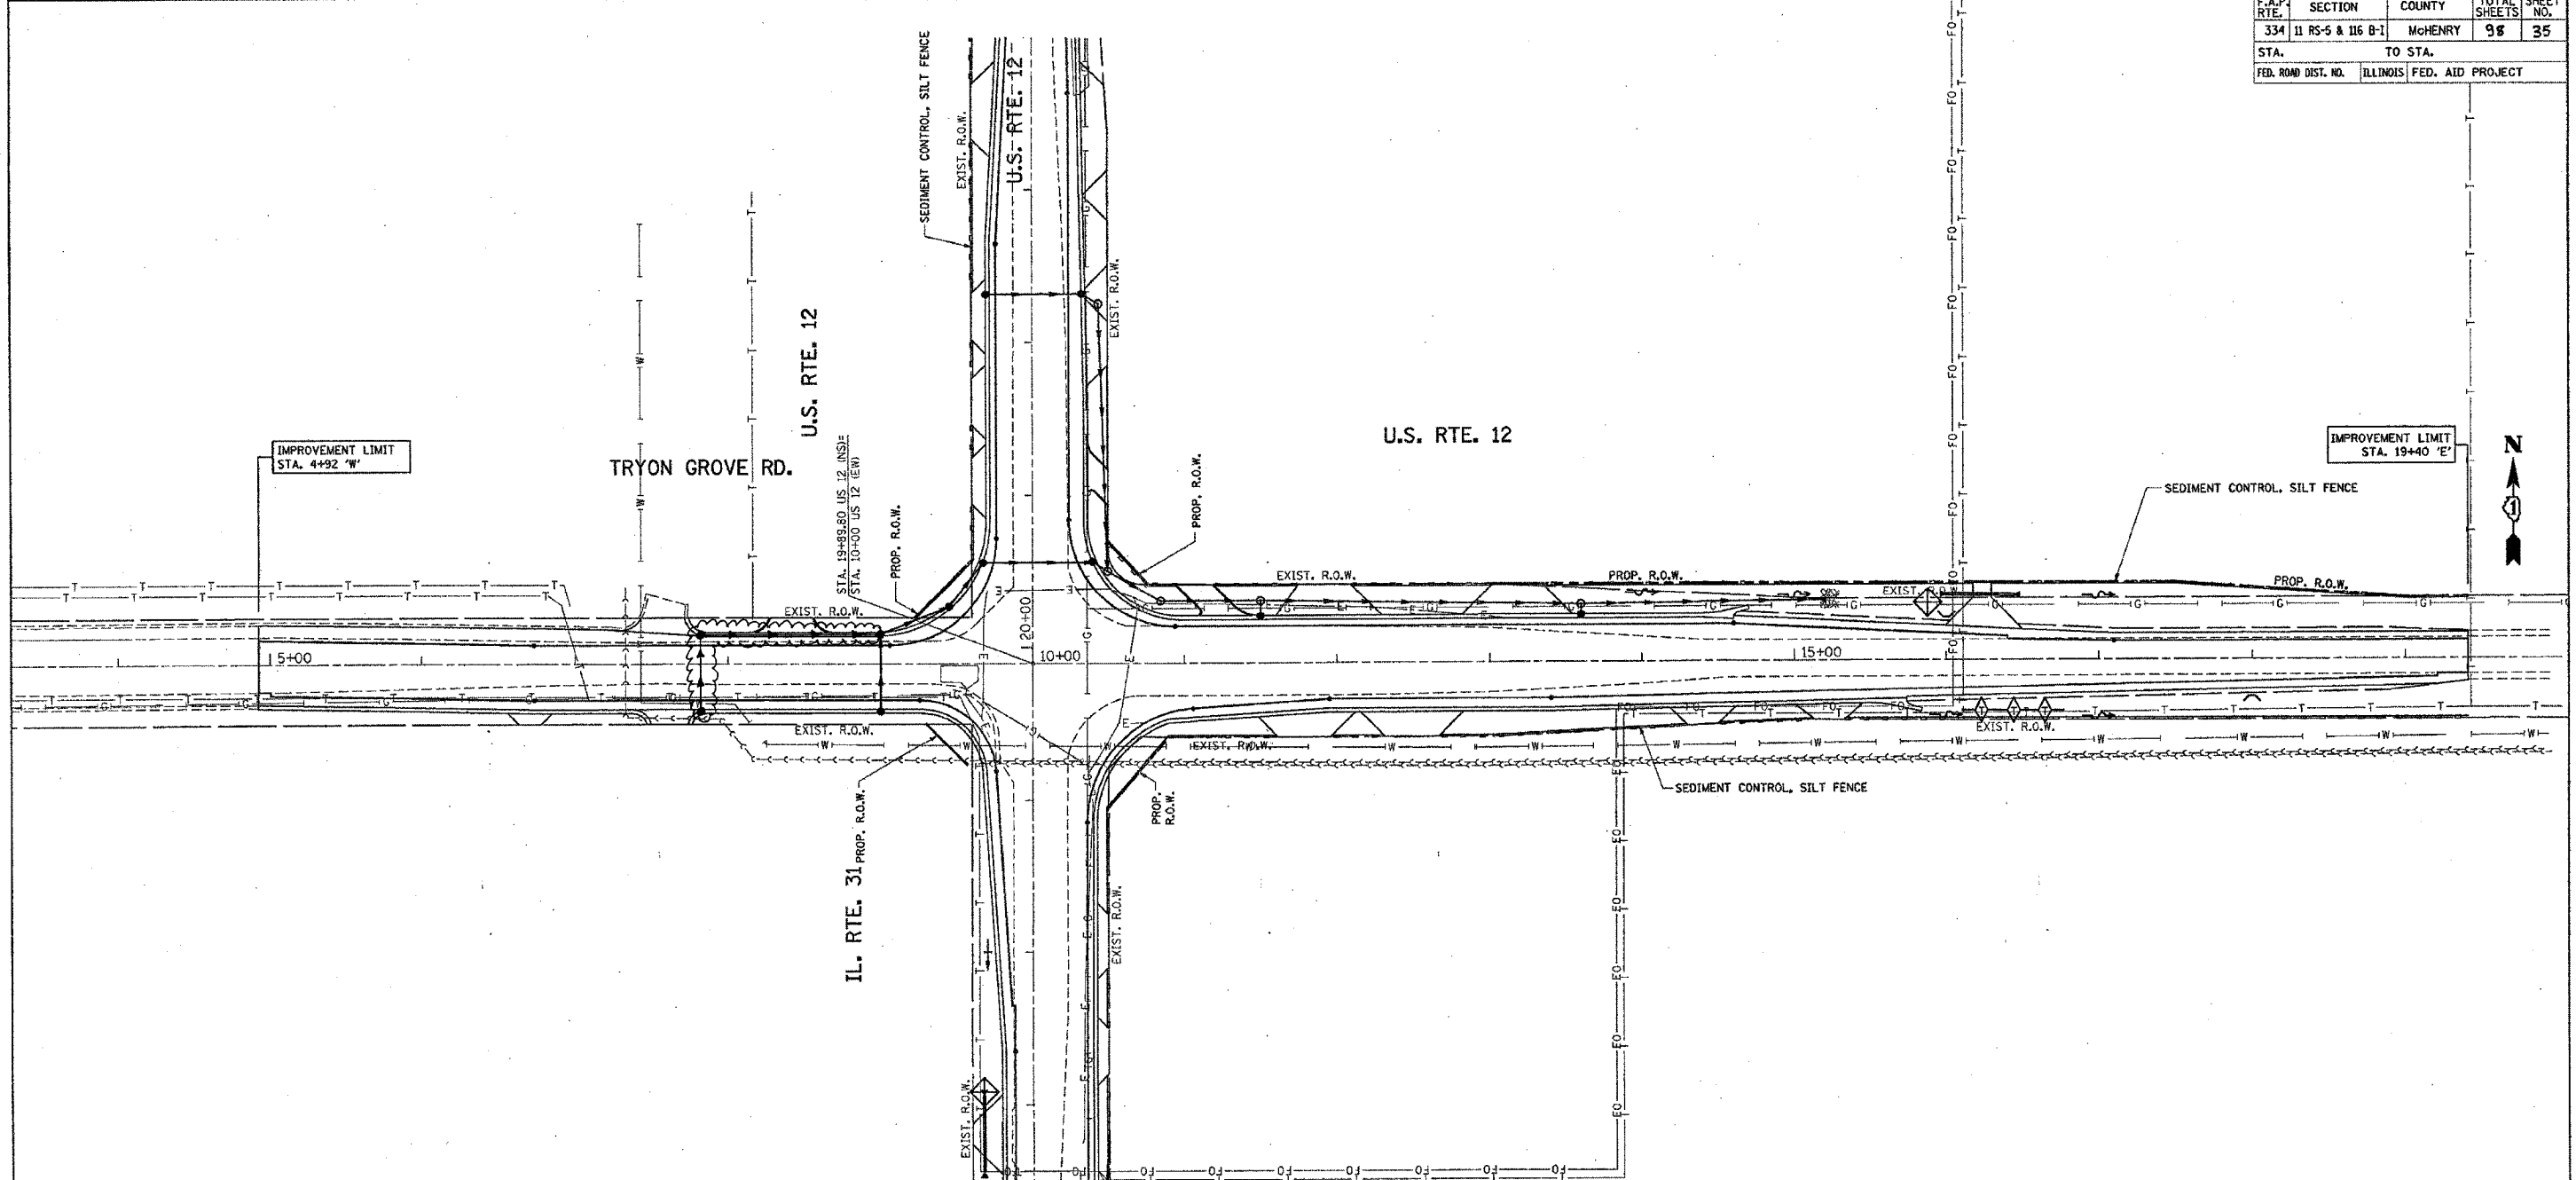 F.A.P. RTE. SECTION COUNTY TOTAL SHEETS SHEET NO.
334 11 RS-5 & 116 B-1 McHENRY 98 35
STA. TO STA.
FED. ROAD DIST. NO. ILLINOIS FED. AID PROJECT
SEDIMENT CONTROL, SILT FENCE
EXIST. R.O.W.
U.S. RTE. 12
EXIST. R.O.W.
U.S. RTE. 12
U.S. RTE. 12
IMPROVEMENT LIMIT
STA. 4+92 'W'
TRYON GROVE RD.
STA. 19+89.80 US 12 (NS)=
STA. 10+00 US 12 (EW)
PROP. R.O.W.
PROP. R.O.W.
IMPROVEMENT LIMIT
STA. 19+40 'E'
N
1
SEDIMENT CONTROL, SILT FENCE
EXIST. R.O.W.
PROP. R.O.W.
PROP. R.O.W.
EXIST. R.O.W.
EXIST. R.O.W.
20+00
5+00
10+00
15+00
EXIST. R.O.W.
EXIST. R.O.W.
EXIST. R.O.W.
SEDIMENT CONTROL, SILT FENCE
PROP. R.O.W.
IL. RTE. 31
PROP.
R.O.W.
EXIST. R.O.W.
EXIST. R.O.W.